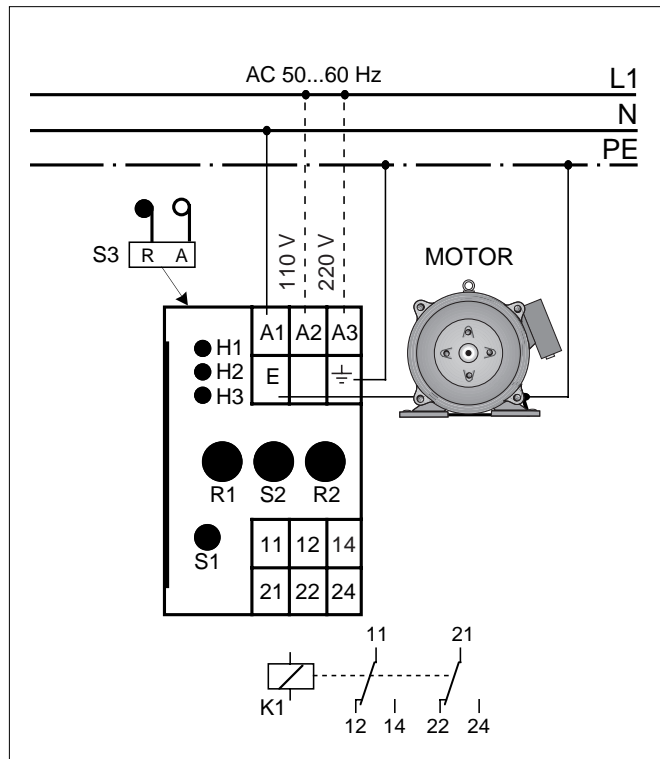 AC 50...60 Hz
L1
N
PE
S3 R A
110 V
220 V
MOTOR
A1 A2 A3
H1
H2
H3
E
R1 S2 R2
S1
11 12 14
21 22 24
11 21
K1
12 14 22 24